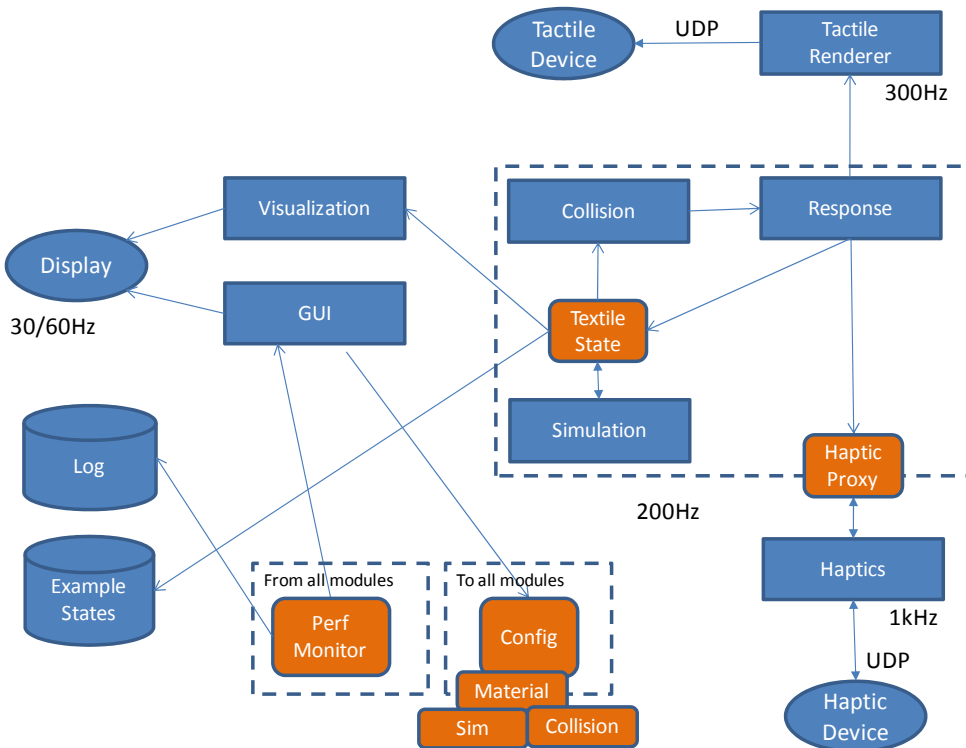 Tactile
Device
UDP
Tactile
Renderer
300Hz
Visualization
Collision
Response
Display
GUI
30/60Hz
Textile
State
Simulation
Log
Haptic
Proxy
200Hz
Example
States
From all modules
To all modules
Perf
Monitor
Config
Material
Sim
Collision
Haptics
1kHz
UDP
Haptic
Device